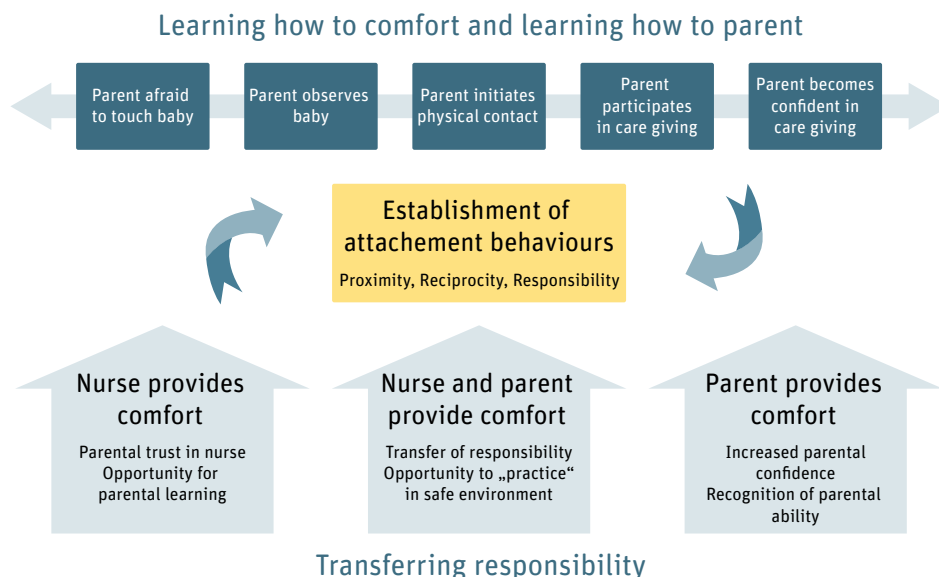 Learning how to comfort and learning how to parent
Parent afraid
to touch baby
Parent observes
baby
Parent initiates
physical contact
Parent
participates
in care giving
Parent becomes
confident in
care giving
Establishment of
attachement behaviours
Proximity, Reciprocity, Responsibility
Nurse provides
comfort
Parental trust in nurse
Opportunity for
parental learning
Nurse and parent
provide comfort
Transfer of responsibility
Opportunity to „practice“
in safe environment
Parent provides
comfort
Increased parental
confidence
Recognition of parental
ability
Transferring responsibility